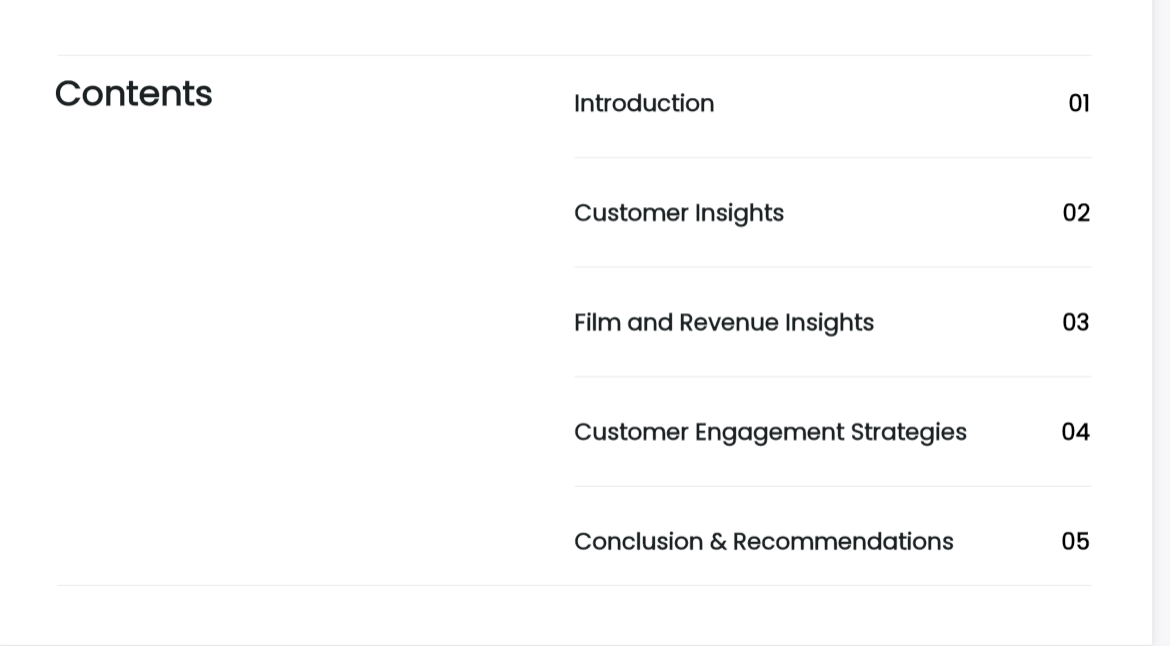 Contents
Introduction 01
Customer Insights 02
Film and Revenue Insights 03
Customer Engagement Strategies 04
Conclusion & Recommendations 05